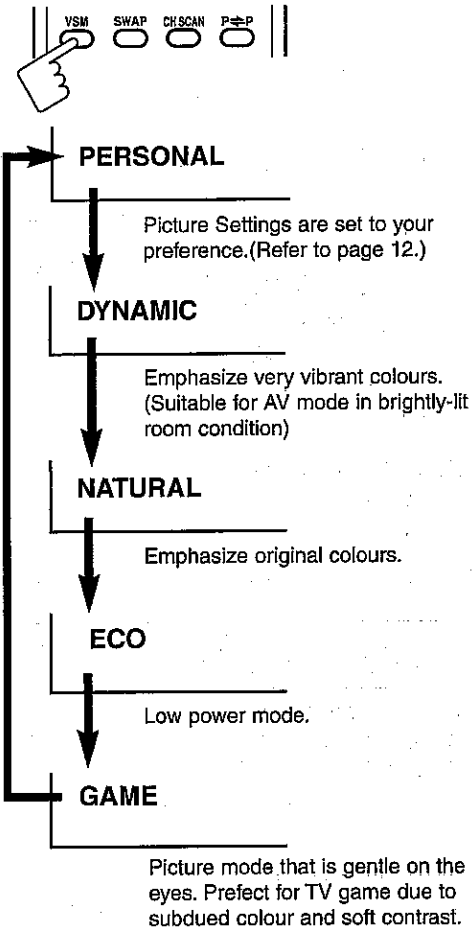 VSM SWAP CH SCAN P⇌P
PERSONAL
Picture Settings are set to your
preference.(Refer to page 12.)
DYNAMIC
Emphasize very vibrant colours.
(Suitable for AV mode in brightly-lit
room condition)
NATURAL
Emphasize original colours.
ECO
Low power mode.
GAME
Picture mode that is gentle on the
eyes. Prefect for TV game due to
subdued colour and soft contrast.